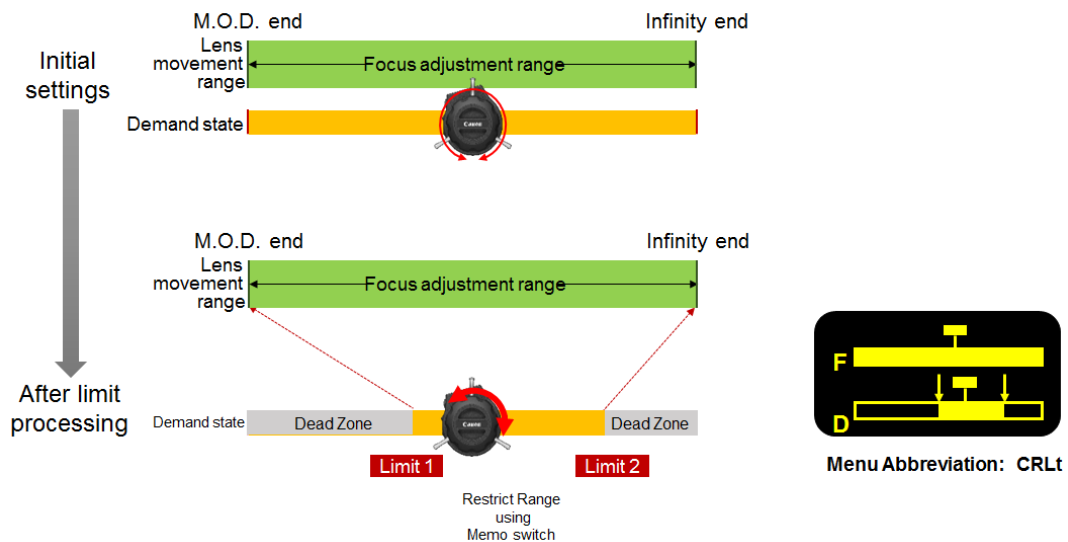 M.O.D. end
Infinity end
Initial
settings
Lens
movement
range
Focus adjustment range
Demand state
Canon
M.O.D. end
Infinity end
Lens
movement
range
Focus adjustment range
After limit
processing
Demand state
Dead Zone
Canon
Dead Zone
Limit 1
Limit 2
Restrict Range
using
Memo switch
F
D
Menu Abbreviation: CRLt